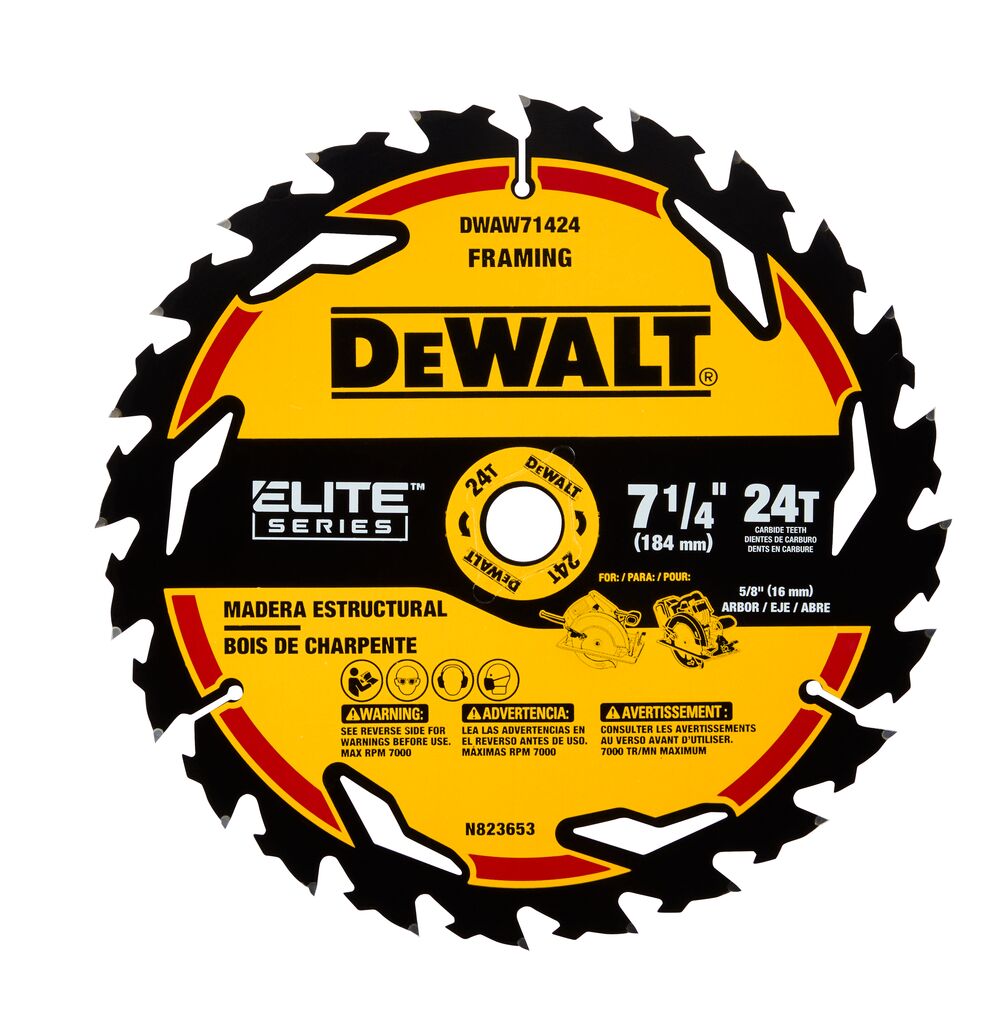 DWAW71424
FRAMING
DEWALT®
ELITE™
SERIES
24T
DEWALT
24T
DEWALT
7 1/4"
(184 mm)
24T
CARBIDE TEETH
DIENTES DE CARBURO
DENTS EN CARBURE
FOR: / PARA: / POUR:
5/8" (16 mm)
ARBOR / EJE / ABRE
MADERA ESTRUCTURAL
BOIS DE CHARPENTE
WARNING:
SEE REVERSE SIDE FOR
WARNINGS BEFORE USE.
MAX RPM 7000
ADVERTENCIA:
LEA LAS ADVERTENCIAS EN
EL REVERSO ANTES DE USO.
MÁXIMAS RPM 7000
AVERTISSEMENT :
CONSULTER LES AVERTISSEMENTS
AU VERSO AVANT D'UTILISER.
7000 TR/MN MAXIMUM
N823653